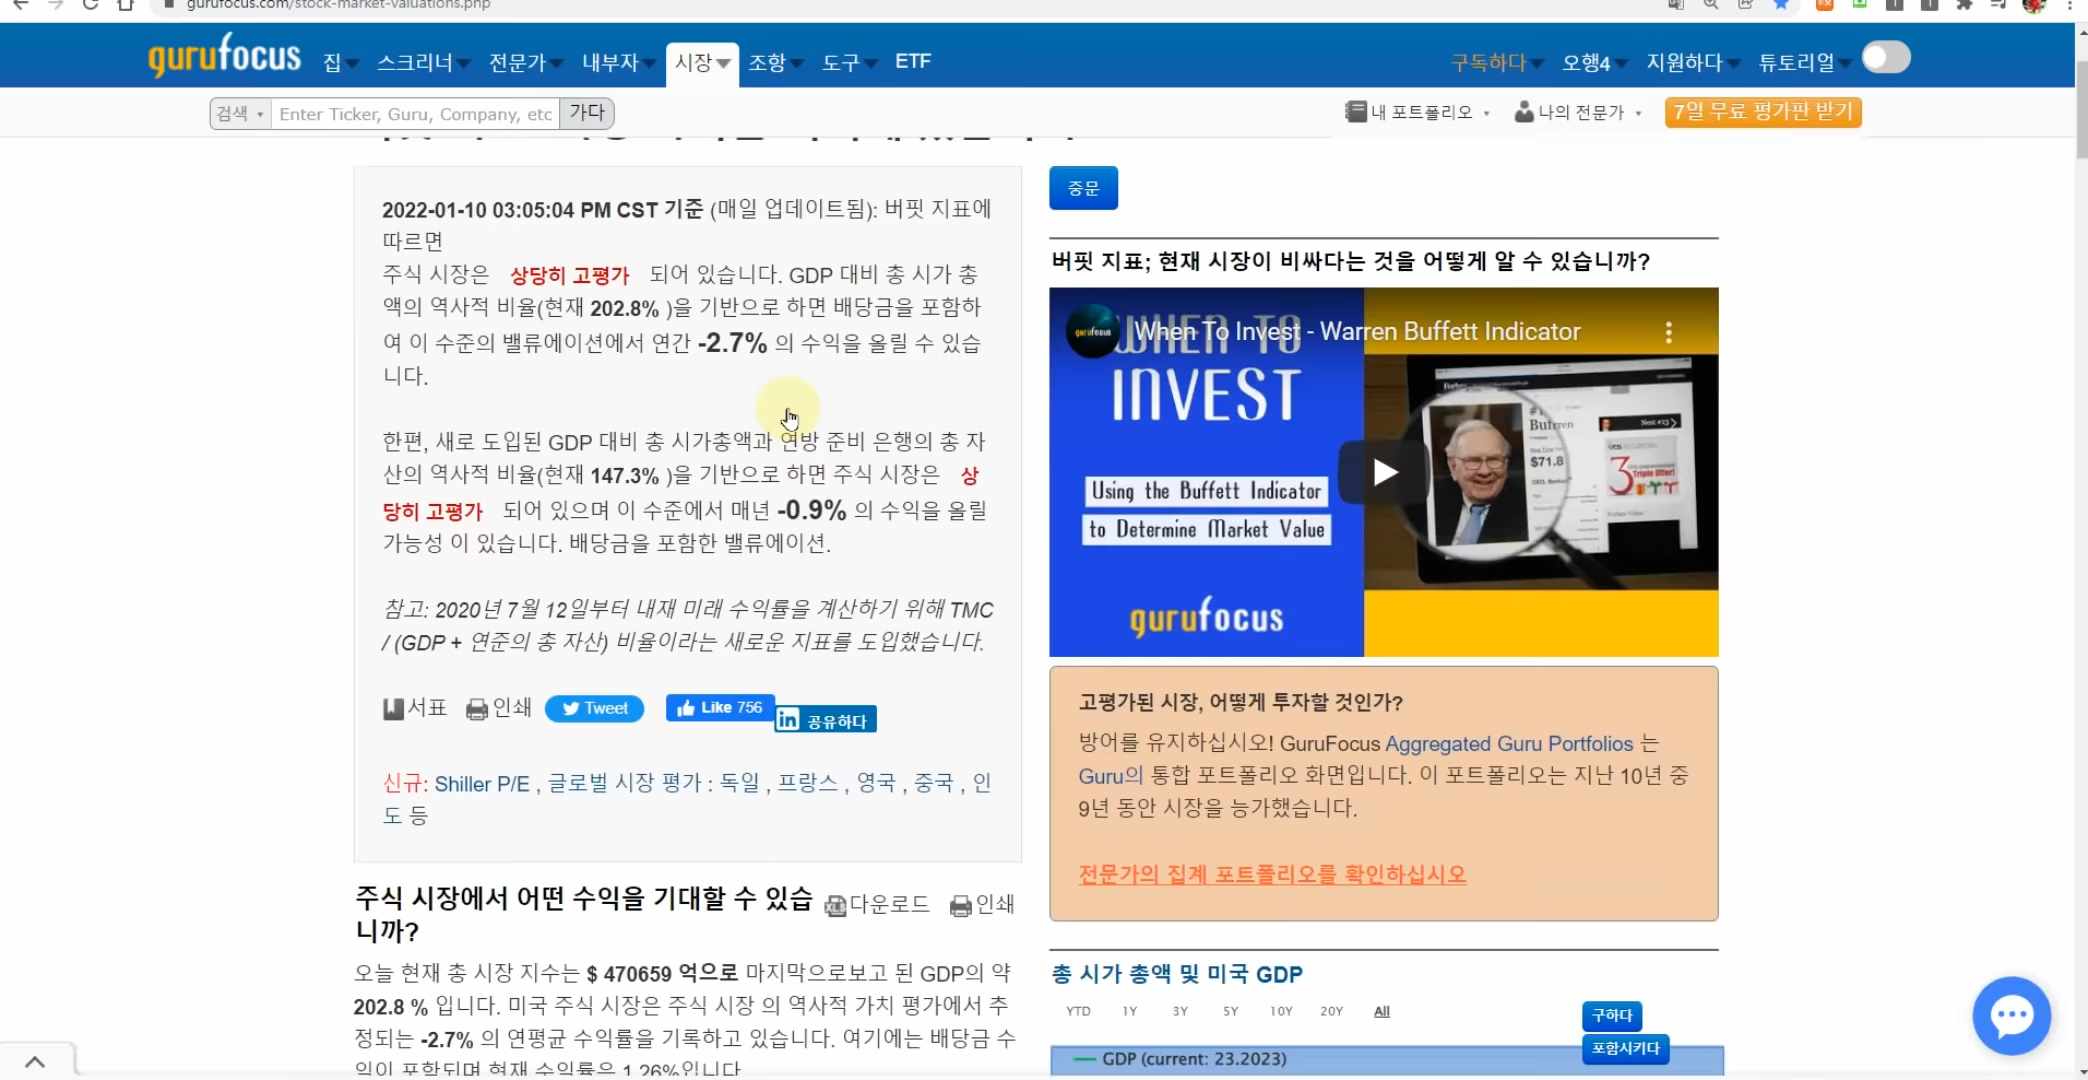 gurufocus.com/stock-market-valuations.php
gurufocus 집 스크리너 전문가 내부자 시장 조항 도구 ETF 구독하다 오행4 지원하다 튜토리얼
검색 Enter Ticker, Guru, Company, etc 가다 내 포트폴리오 나의 전문가 7일 무료 평가판 받기
2022-01-10 03:05:04 PM CST 기준 (매일 업데이트됨): 버핏 지표에
따르면
주식 시장은 상당히 고평가 되어 있습니다. GDP 대비 총 시가 총
액의 역사적 비율(현재 202.8% )을 기반으로 하면 배당금을 포함하
여 이 수준의 밸류에이션에서 연간 -2.7% 의 수익을 올릴 수 있습
니다.
한편, 새로 도입된 GDP 대비 총 시가총액과 연방 준비 은행의 총 자
산의 역사적 비율(현재 147.3% )을 기반으로 하면 주식 시장은 상
당히 고평가 되어 있으며 이 수준에서 매년 -0.9% 의 수익을 올릴
가능성 이 있습니다. 배당금을 포함한 밸류에이션.
참고: 2020년 7월 12일부터 내재 미래 수익률을 계산하기 위해 TMC
/ (GDP + 연준의 총 자산) 비율이라는 새로운 지표를 도입했습니다.
서표 인쇄 Tweet Like 756 in 공유하다
신규: Shiller P/E , 글로벌 시장 평가 : 독일 , 프랑스 , 영국 , 중국 , 인
도 등
주식 시장에서 어떤 수익을 기대할 수 있습
니까?
다운로드 인쇄
오늘 현재 총 시장 지수는 $ 470659 억으로 마지막으로보고 된 GDP의 약
202.8 % 입니다. 미국 주식 시장은 주식 시장 의 역사적 가치 평가에서 추
정되는 -2.7% 의 연평균 수익률을 기록하고 있습니다. 여기에는 배당금 수
익이 포함되며 현재 수익률은 1.26%입니다
중문
버핏 지표; 현재 시장이 비싸다는 것을 어떻게 알 수 있습니까?
gurufocus
When To Invest - Warren Buffett Indicator
WHEN TO
INVEST
Using the Buffett Indicator
to Determine Market Value
gurufocus
$71.8
고평가된 시장, 어떻게 투자할 것인가?
방어를 유지하십시오! GuruFocus Aggregated Guru Portfolios 는
Guru의 통합 포트폴리오 화면입니다. 이 포트폴리오는 지난 10년 중
9년 동안 시장을 능가했습니다.
전문가의 집계 포트폴리오를 확인하십시오
총 시가 총액 및 미국 GDP
YTD 1Y 3Y 5Y 10Y 20Y All
구하다
포함시키다
GDP (current: 23.2023)